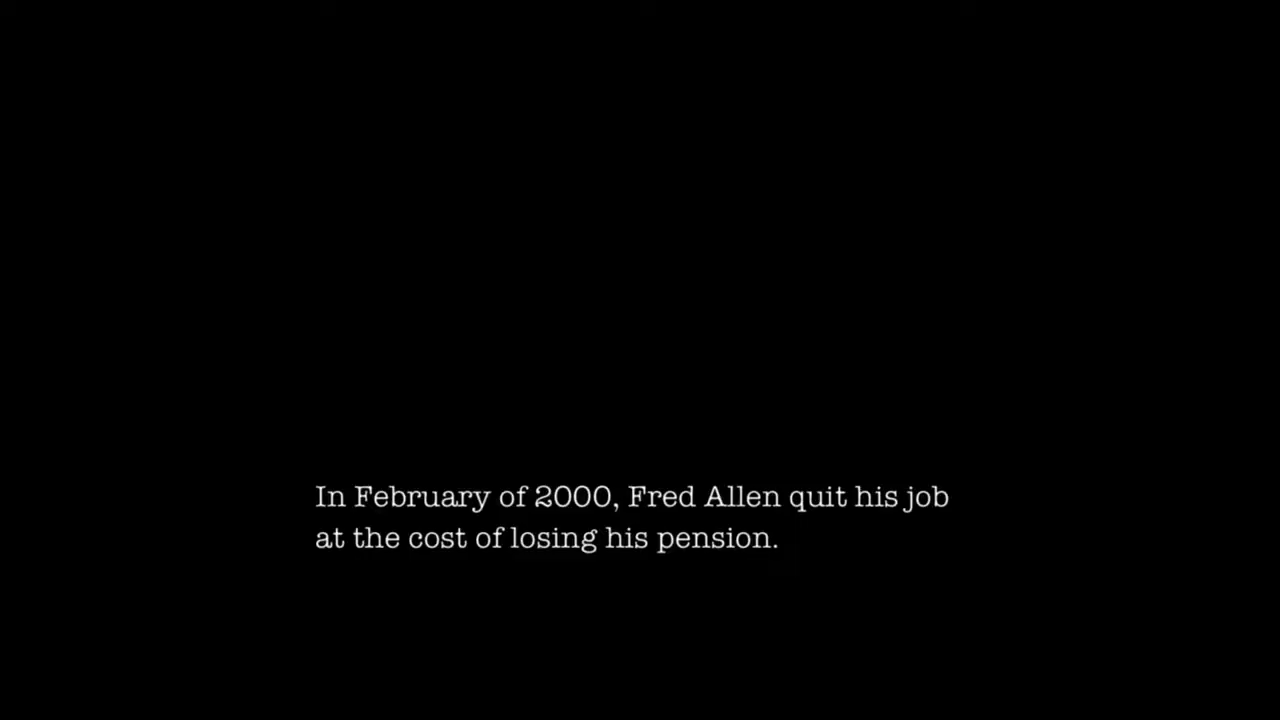 In February of 2000, Fred Allen quit his job
at the cost of losing his pension.